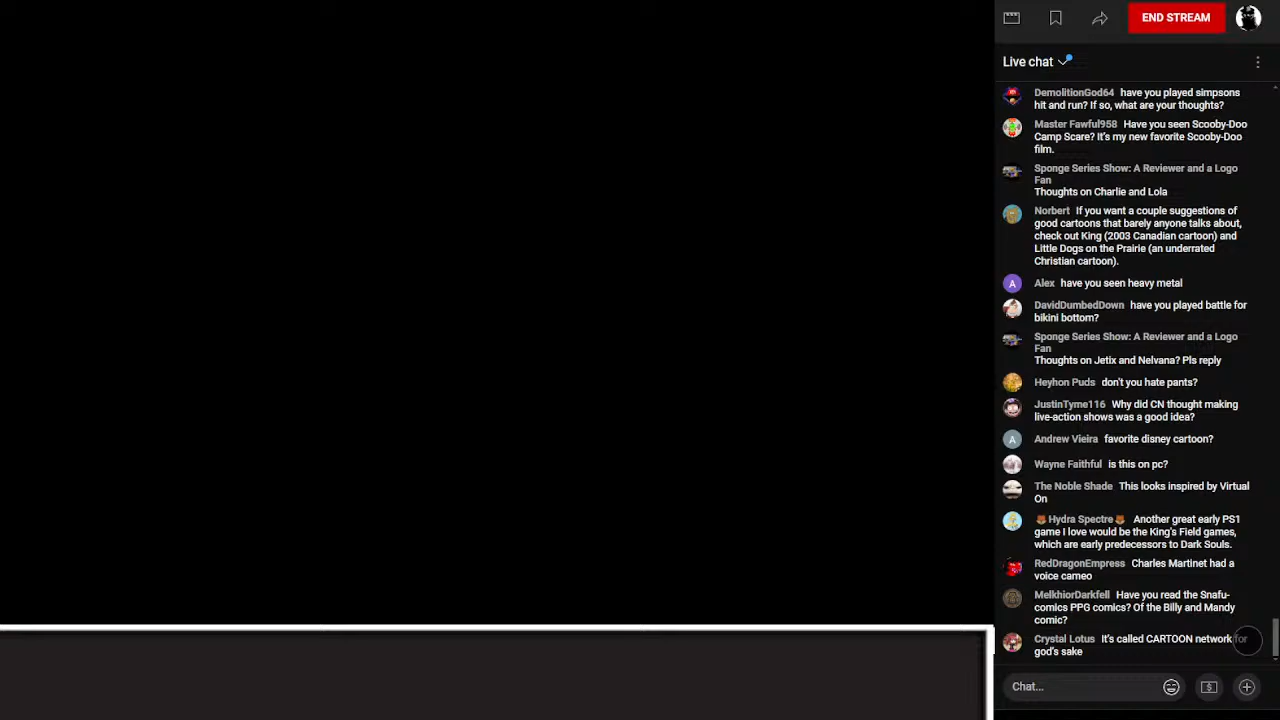 END STREAM
Live chat
DemolitionGod64 have you played simpsons
hit and run? If so, what are your thoughts?
Master Fawful958 Have you seen Scooby-Doo
Camp Scare? It's my new favorite Scooby-Doo
film.
Sponge Series Show: A Reviewer and a Logo
Fan
Thoughts on Charlie and Lola
Norbert If you want a couple suggestions of
good cartoons that barely anyone talks about,
check out King (2003 Canadian cartoon) and
Little Dogs on the Prairie (an underrated
Christian cartoon).
A Alex have you seen heavy metal
DavidDumbedDown have you played battle for
bikini bottom?
Sponge Series Show: A Reviewer and a Logo
Fan
Thoughts on Jetix and Nelvana? Pls reply
Heyhon Puds don't you hate pants?
JustinTyme116 Why did CN thought making
live-action shows was a good idea?
A Andrew Vieira favorite disney cartoon?
Wayne Faithful is this on pc?
The Noble Shade This looks inspired by Virtual
On
🐻Hydra Spectre🐻 Another great early PS1
game I love would be the King's Field games,
which are early predecessors to Dark Souls.
RedDragonEmpress Charles Martinet had a
voice cameo
MelkhiorDarkfell Have you read the Snafu-
comics PPG comics? Of the Billy and Mandy
comic?
Crystal Lotus It's called CARTOON network for
god's sake
Chat...